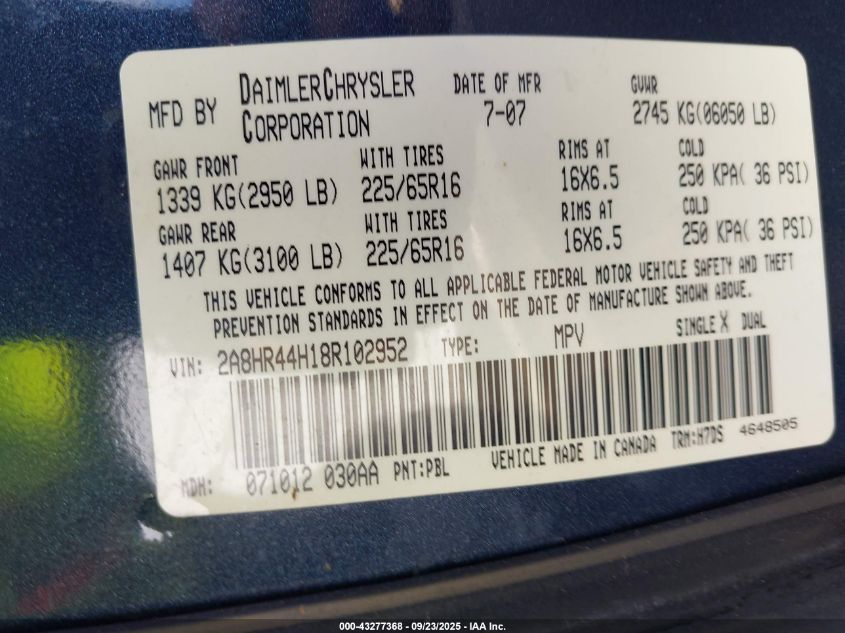 MFD BY DAIMLERCHRYSLER CORPORATION DATE OF MFR 7-07 GVWR 2745 KG(06050 LB)
GAWR FRONT WITH TIRES RIMS AT COLD
1339 KG(2950 LB) 225/65R16 16X6.5 250 KPA( 36 PSI)
GAWR REAR WITH TIRES RIMS AT COLD
1407 KG(3100 LB) 225/65R16 16X6.5 250 KPA( 36 PSI)
THIS VEHICLE CONFORMS TO ALL APPLICABLE FEDERAL MOTOR VEHICLE SAFETY AND THEFT
PREVENTION STANDARDS IN EFFECT ON THE DATE OF MANUFACTURE SHOWN ABOVE.
VIN: 2A8HR44H18R102952 TYPE: MPV SINGLE X DUAL
MDH: 071012 030AA PNT:PBL VEHICLE MADE IN CANADA TRM:H7DS 4648505
000-43277368 - 09/23/2025 - IAA Inc.